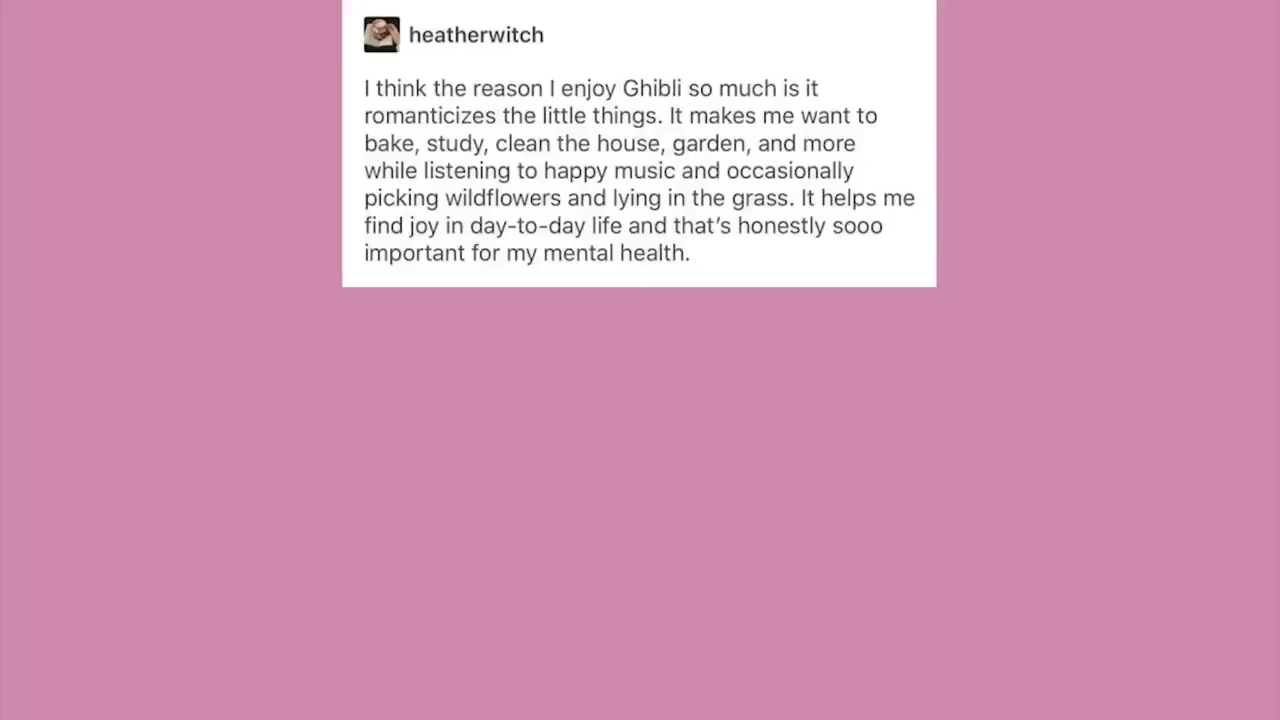 heatherwitch
I think the reason I enjoy Ghibli so much is it
romanticizes the little things. It makes me want to
bake, study, clean the house, garden, and more
while listening to happy music and occasionally
picking wildflowers and lying in the grass. It helps me
find joy in day-to-day life and that’s honestly sooo
important for my mental health.